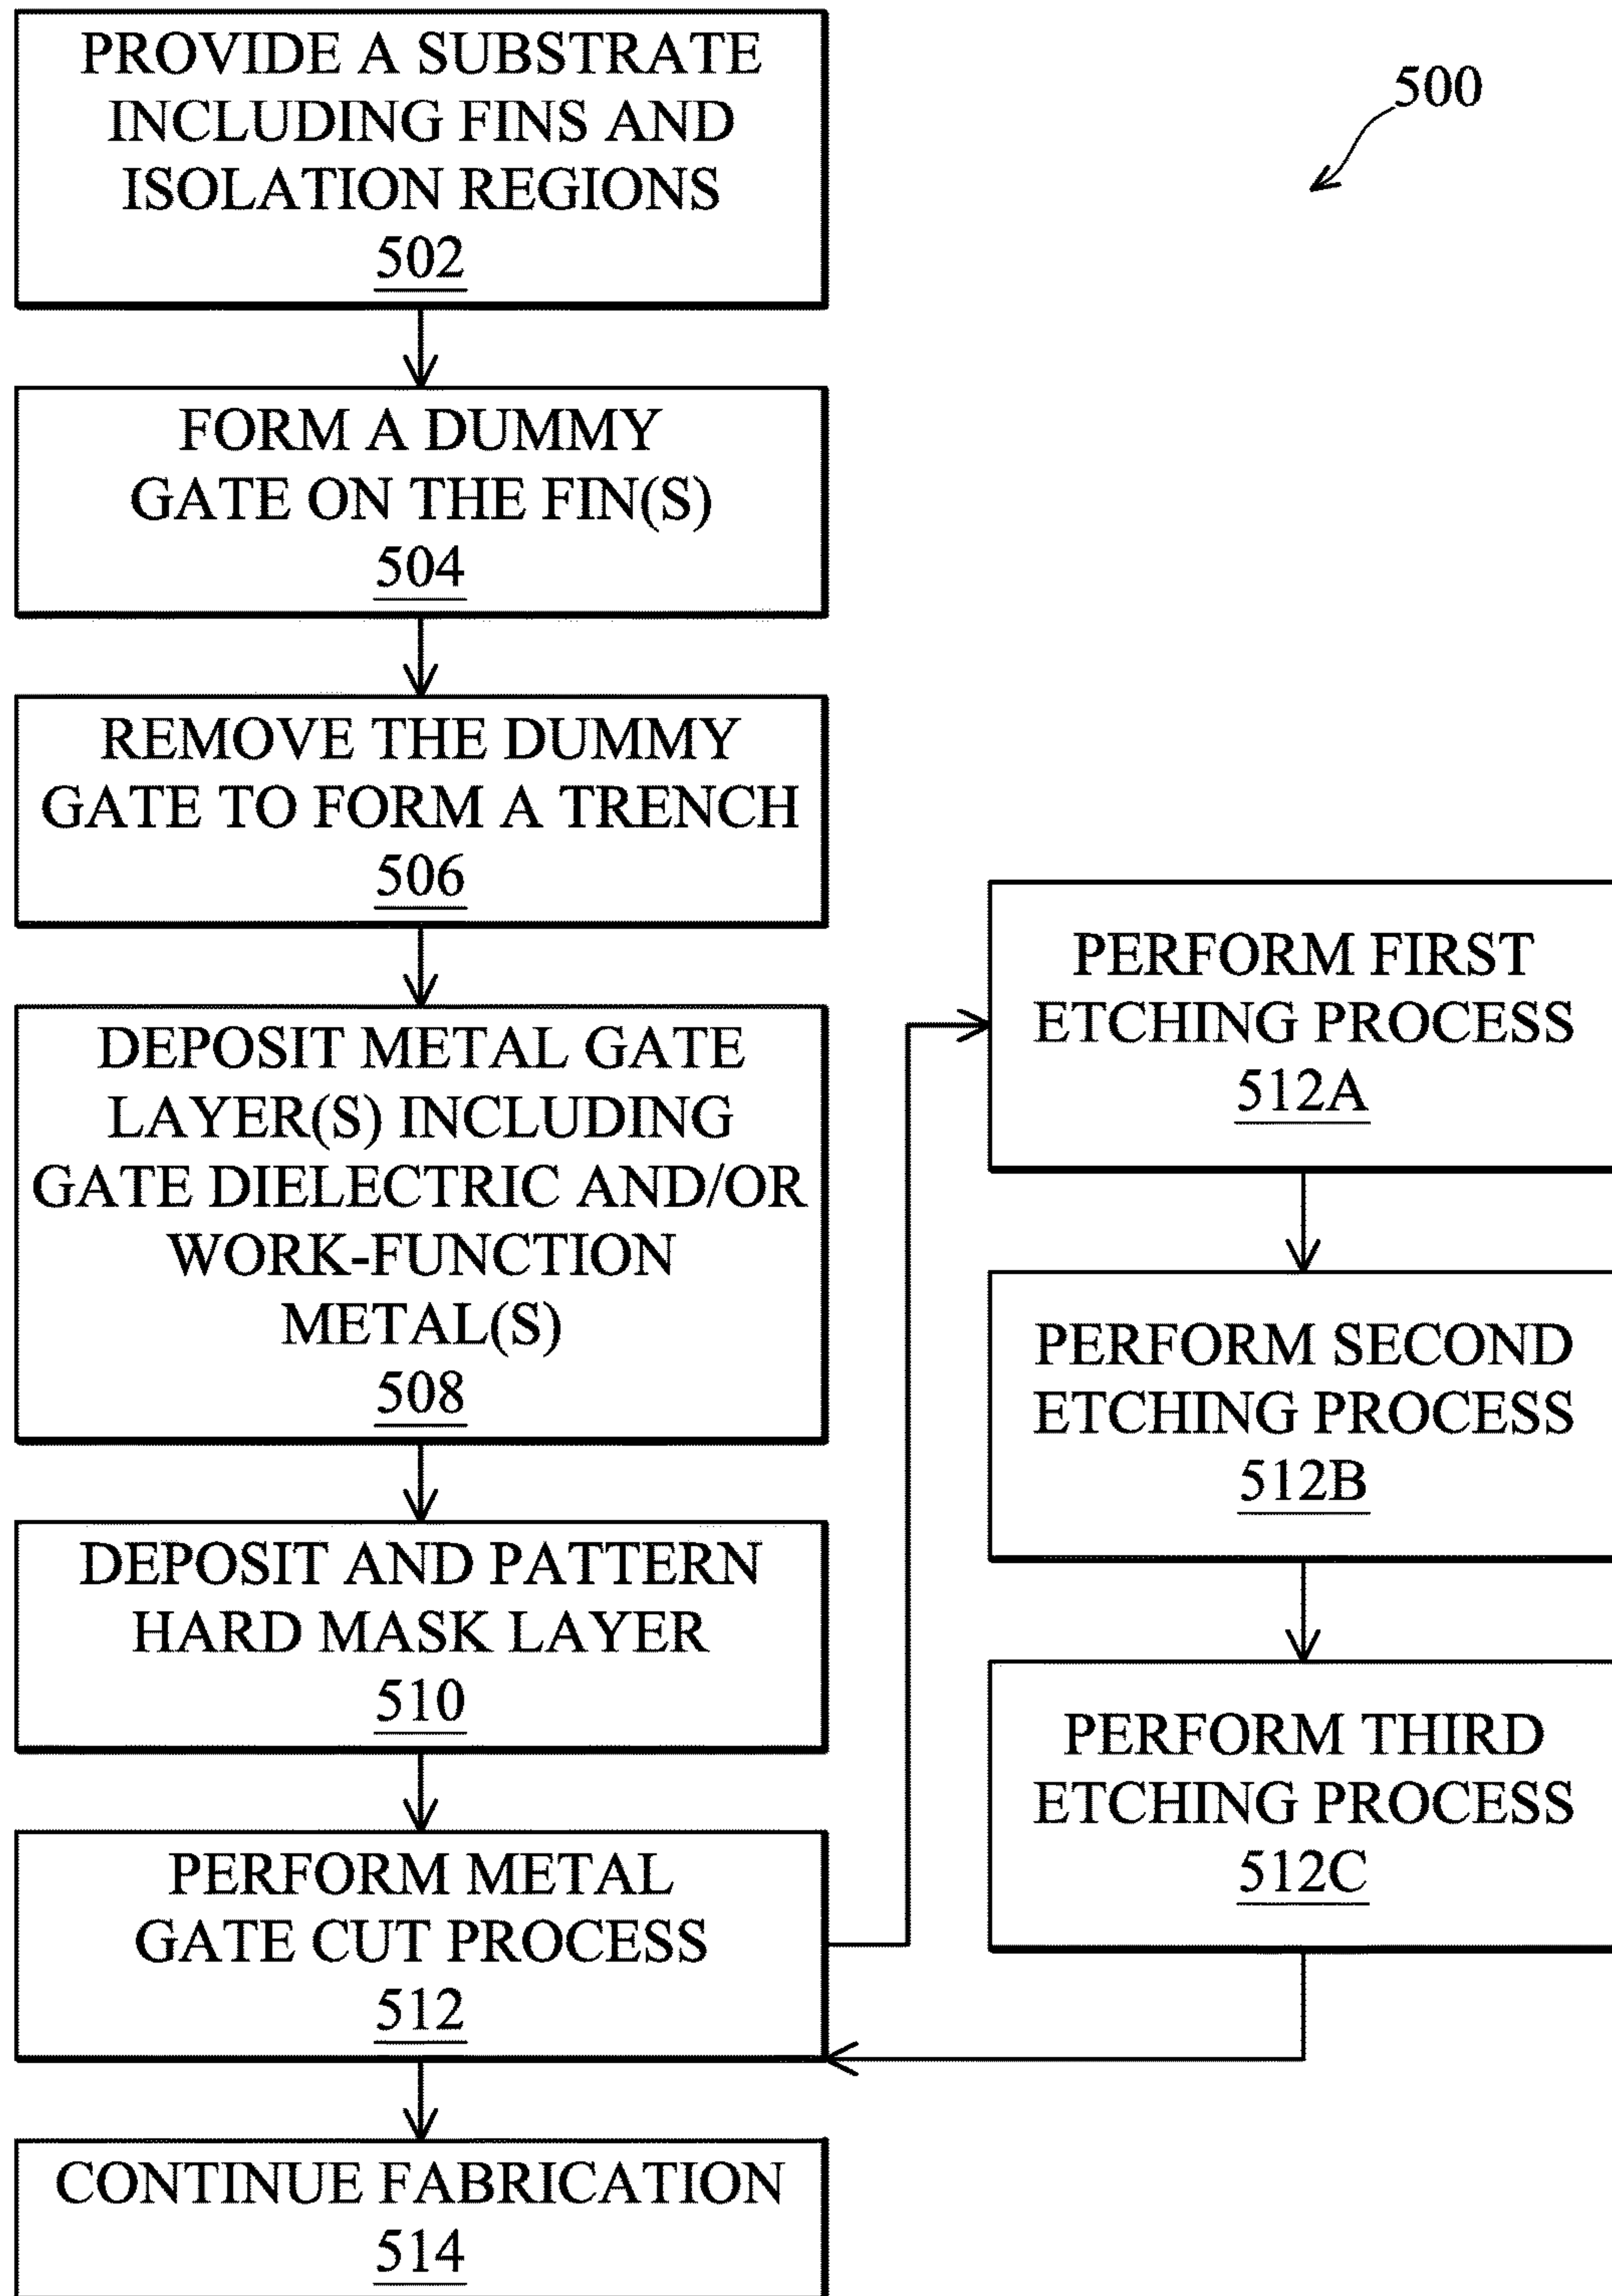 PROVIDE A SUBSTRATE
INCLUDING FINS AND
ISOLATION REGIONS
502
500
FORM A DUMMY
GATE ON THE FIN(S)
504
REMOVE THE DUMMY
GATE TO FORM A TRENCH
506
DEPOSIT METAL GATE
LAYER(S) INCLUDING
GATE DIELECTRIC AND/OR
WORK-FUNCTION
METAL(S)
508
DEPOSIT AND PATTERN
HARD MASK LAYER
510
PERFORM METAL
GATE CUT PROCESS
512
PERFORM FIRST
ETCHING PROCESS
512A
PERFORM SECOND
ETCHING PROCESS
512B
PERFORM THIRD
ETCHING PROCESS
512C
CONTINUE FABRICATION
514